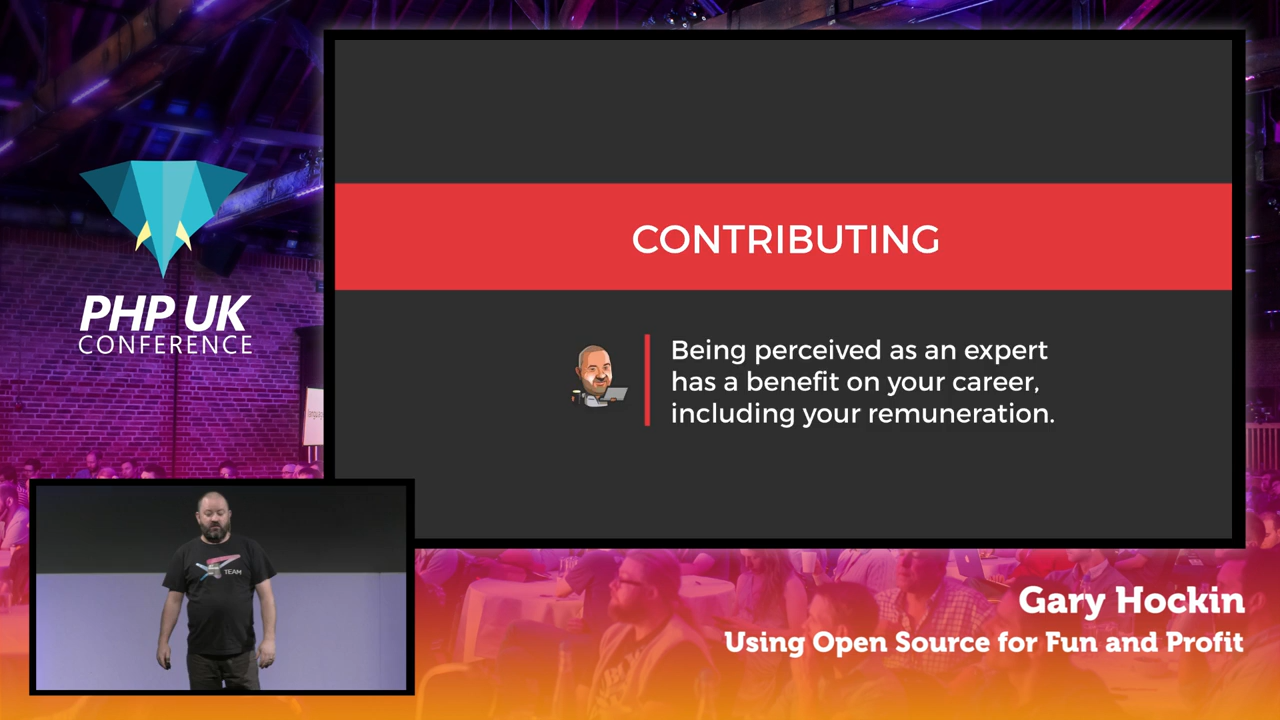 PHP UK
CONFERENCE
CONTRIBUTING
Being perceived as an expert
has a benefit on your career,
including your remuneration.
TEAM
Gary Hockin
Using Open Source for Fun and Profit